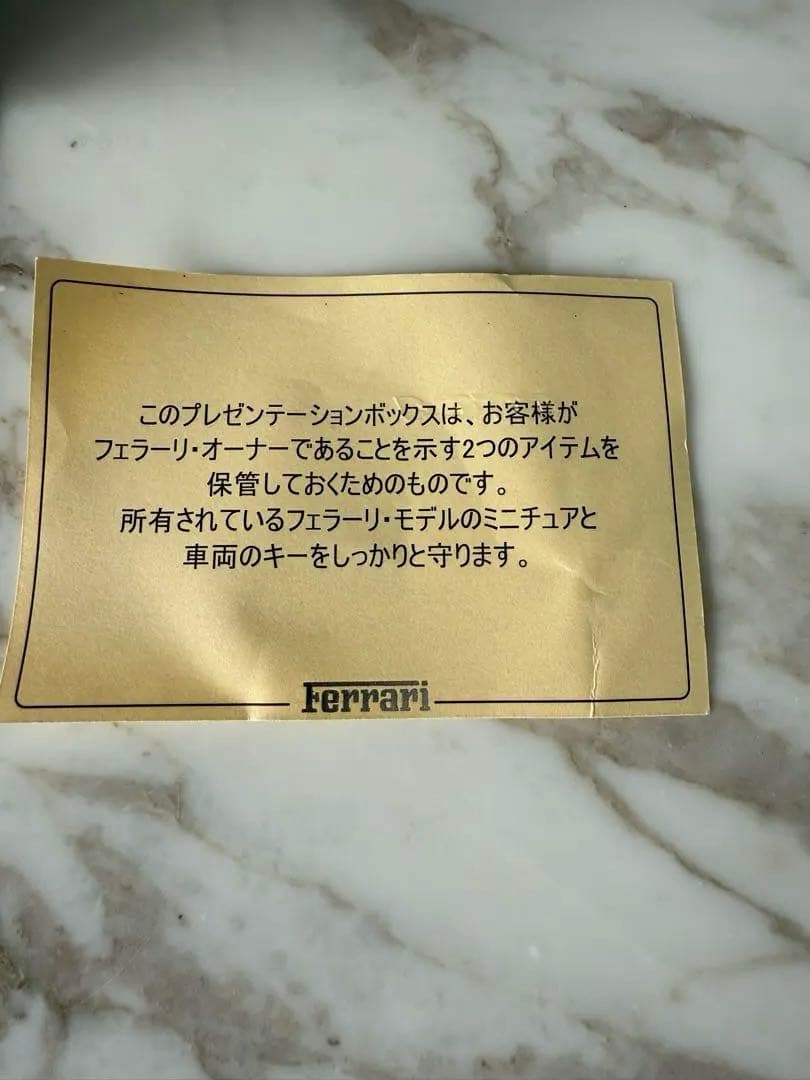 このプレゼンテーションボックスは、お客様が
フェラーリ・オーナーであることを示す2つのアイテムを
保管しておくためのものです。
所有されているフェラーリ・モデルのミニチュアと
車両のキーをしっかりと守ります。
Ferrari